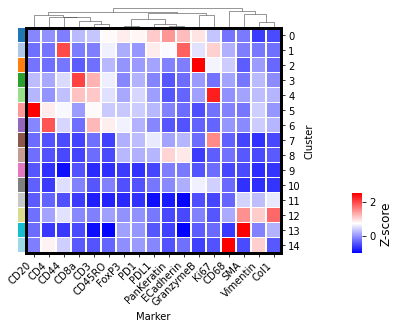 0
1
2
3
4
5
6
7
8
9
10
11
12
13
14
Cluster
CD20
CD4
CD44
CD8a
CD3
CD45RO
FoxP3
PD1
PDL1
PanKeratin
ECadherin
GranzymeB
Ki67
CD68
SMA
Vimentin
Col1
Marker
2
0
Z-score